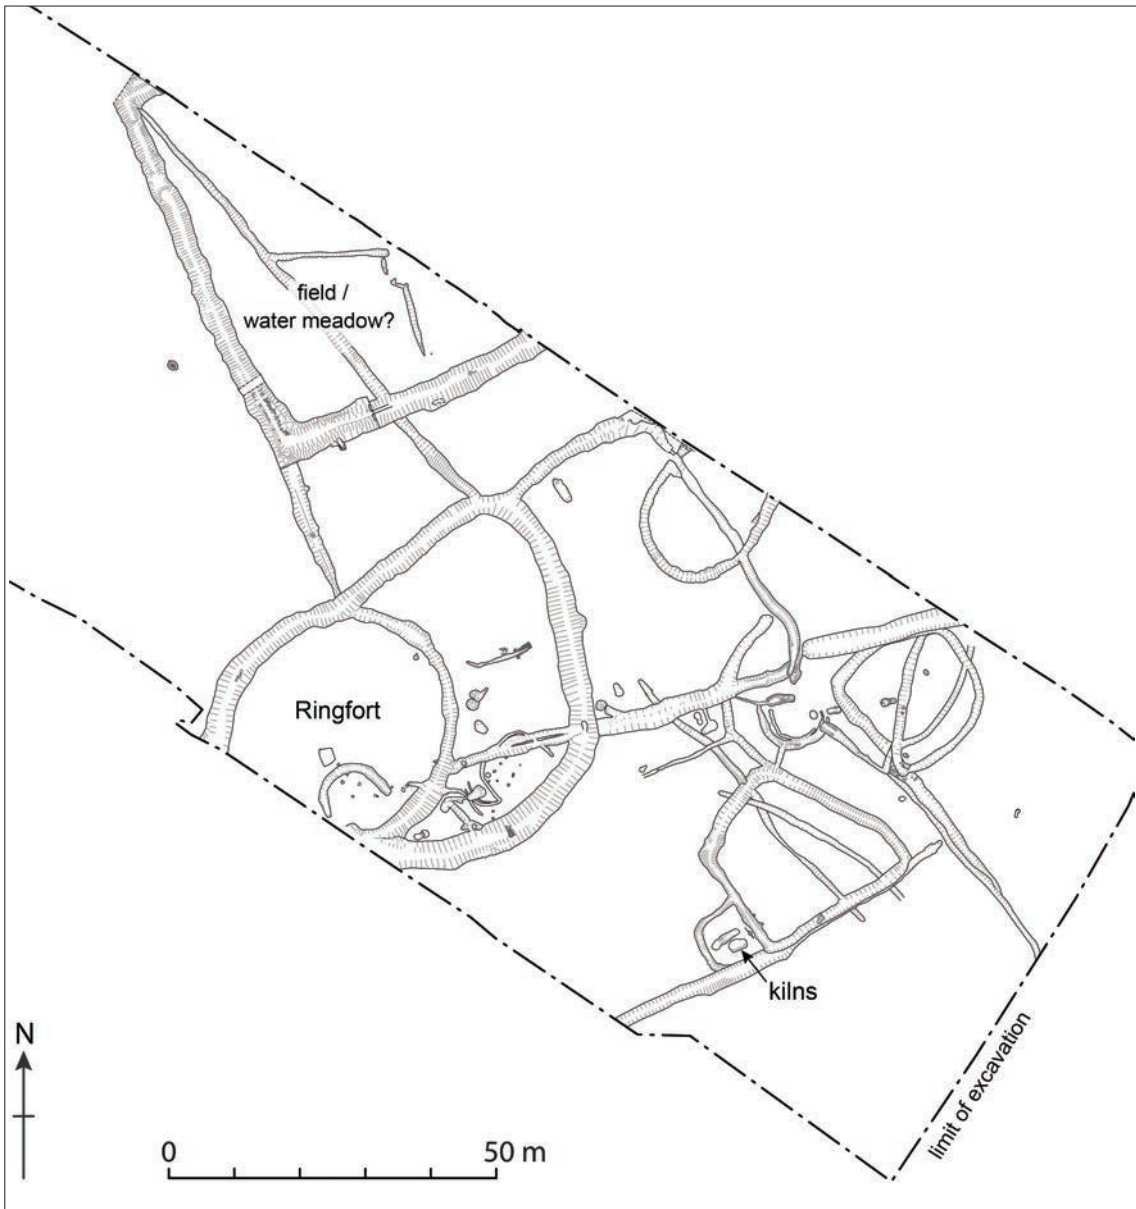 field /
water meadow?
Ringfort
kilns
limit of excavation
N
0 50 m